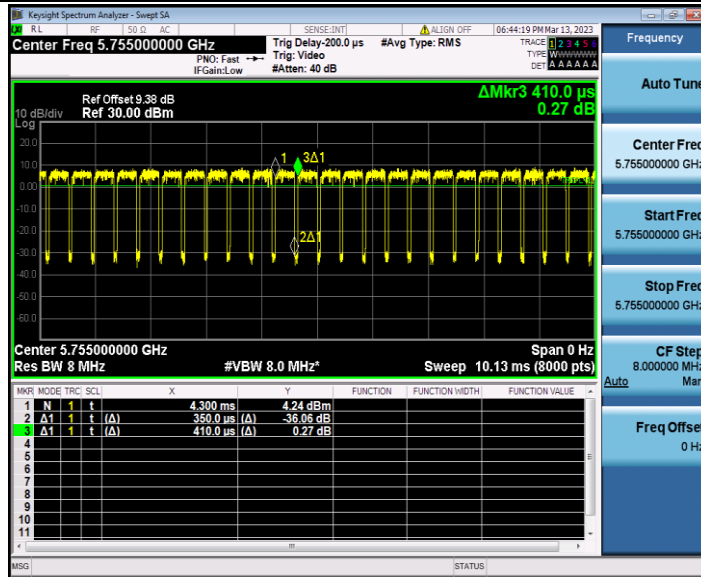 Keysight Spectrum Analyzer - Swept SA
RL RF 50 Ω AC SENSE:INT ALIGN OFF 06:44:19 PM Mar 13, 2023
Center Freq 5.755000000 GHz
PNO: Fast
IFGain:Low
Trig Delay-200.0 µs
Trig: Video
#Atten: 40 dB
#Avg Type: RMS
TRACE 1 2 3 4 5 6
TYPE W
DET A A A A A A
Ref Offset 9.38 dB
Ref 30.00 dBm
10 dB/div
Log
ΔMkr3 410.0 µs
0.27 dB
20.0
10.0
0.00
-10.0
-20.0
-30.0
-40.0
-50.0
-60.0
1
3Δ1
2Δ1
Center 5.755000000 GHz
Span 0 Hz
Res BW 8 MHz
#VBW 8.0 MHz*
Sweep 10.13 ms (8000 pts)
MKR MODE TRC SCL X Y FUNCTION FUNCTION WIDTH FUNCTION VALUE
1 N 1 t 4.300 ms 4.24 dBm
2 Δ1 1 t (Δ) 350.0 µs (Δ) -36.06 dB
3 Δ1 1 t (Δ) 410.0 µs (Δ) 0.27 dB
4
5
6
7
8
9
10
11
MSG
STATUS
Frequency
Auto Tune
Center Freq
5.755000000 GHz
Start Freq
5.755000000 GHz
Stop Freq
5.755000000 GHz
CF Step
8.000000 MHz
Auto Man
Freq Offset
0 Hz